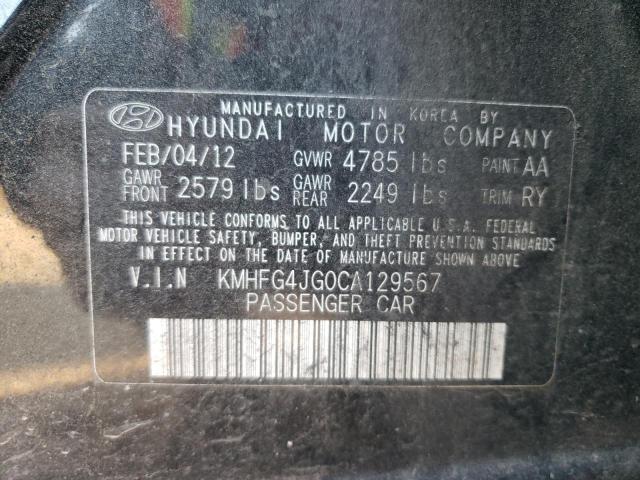 MANUFACTURED IN KOREA BY
HYUNDAI MOTOR COMPANY
FEB/04/12 GVWR 4785 lbs PAINT AA
GAWR FRONT 2579 lbs GAWR REAR 2249 lbs TRIM RY
THIS VEHICLE CONFORMS TO ALL APPLICABLE U.S.A. FEDERAL
MOTOR VEHICLE SAFETY, BUMPER, AND THEFT PREVENTION STANDARDS
IN EFFECT ON THE DATE OF MANUFACTURE SHOWN ABOVE.
V.I.N KMHFG4JG0CA129567
PASSENGER CAR